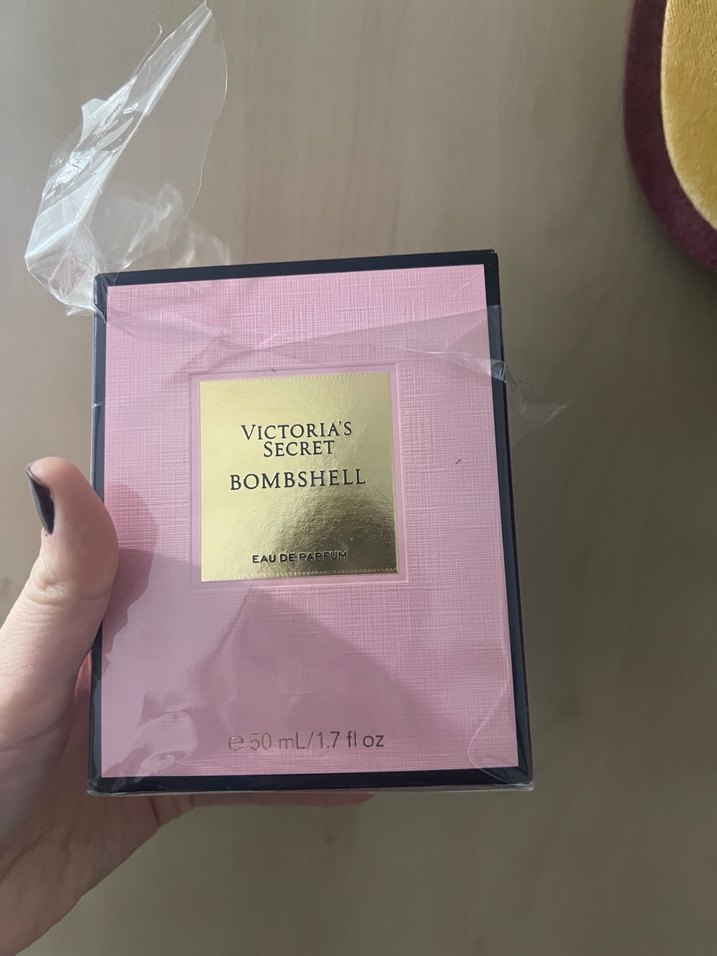 VICTORIA'S
SECRET
BOMBSHELL
EAU DE PARFUM
℮ 50 mL/1.7 fl oz